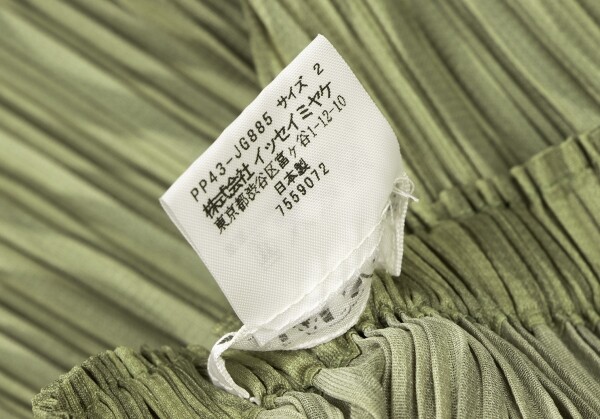 PP43-JG885 サイズ 2
株式会社 イッセイミヤケ
東京都渋谷区富ヶ谷1-12-10
日本製
7559072